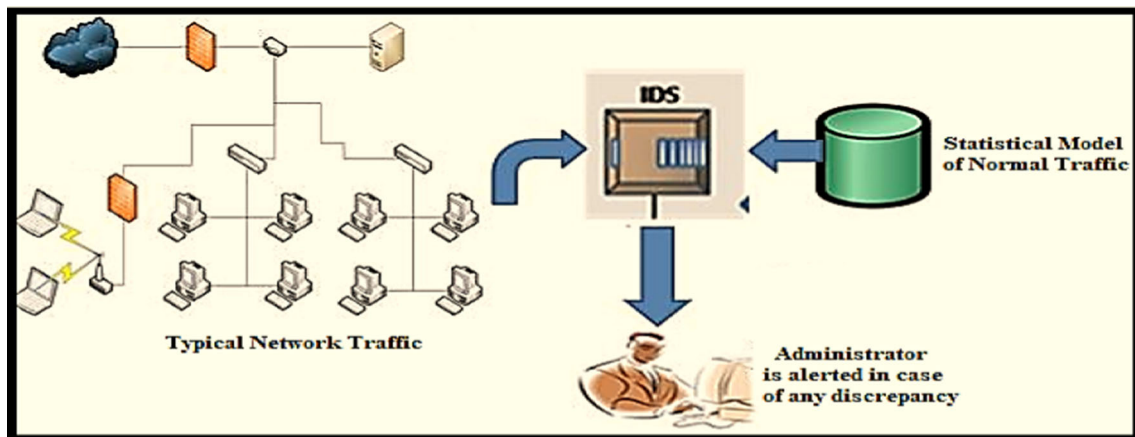 IDS
Statistical Model
of Normal Traffic
Typical Network Traffic
Administrator
is alerted in case
of any discrepancy